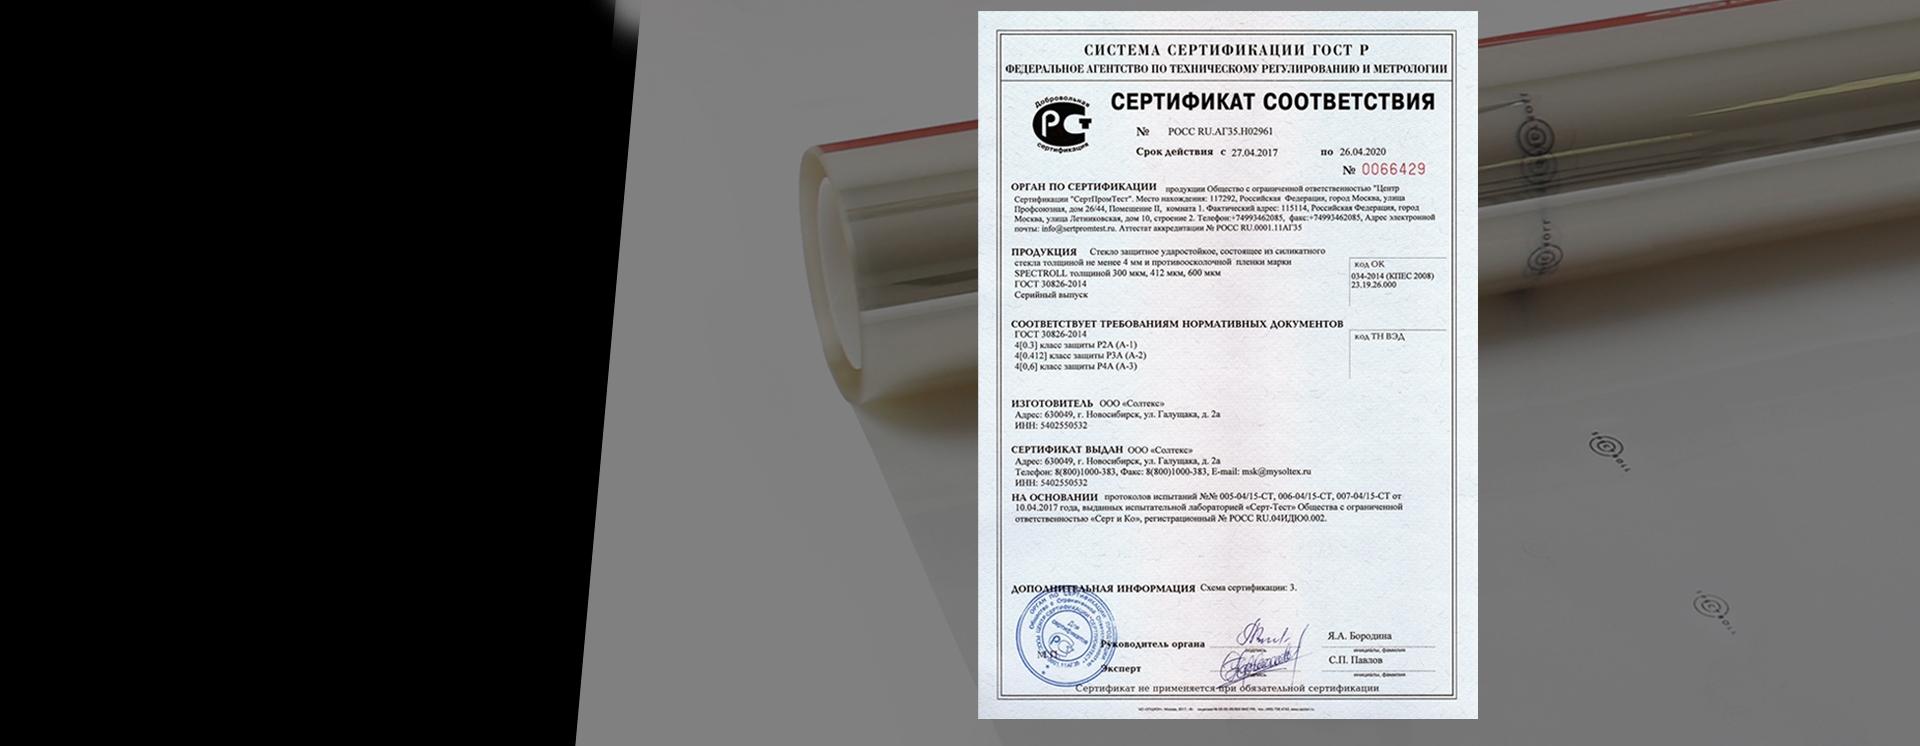 СИСТЕМА СЕРТИФИКАЦИИ ГОСТ Р
ФЕДЕРАЛЬНОЕ АГЕНТСТВО ПО ТЕХНИЧЕСКОМУ РЕГУЛИРОВАНИЮ И МЕТРОЛОГИИ
Добровольная
сертификация
СЕРТИФИКАТ СООТВЕТСТВИЯ
№ РОСС RU.АГ35.Н02961
Срок действия с 27.04.2017 по 26.04.2020
№ 0066429
ОРГАН ПО СЕРТИФИКАЦИИ продукции Общество с ограниченной ответственностью "Центр
Сертификации "СертПромТест". Место нахождения: 117292, Российская Федерация, город Москва, улица
Профсоюзная, дом 26/44, Помещение II, комната 1. Фактический адрес: 115114, Российская Федерация, город
Москва, улица Летниковская, дом 10, строение 2. Телефон:+74993462085, факс:+74993462085, Адрес электронной
почты: info@sertpromtest.ru. Аттестат аккредитации № РОСС RU.0001.11АГ35
ПРОДУКЦИЯ Стекло защитное ударостойкое, состоящее из силикатного
стекла толщиной не менее 4 мм и противоосколочной пленки марки
SPECTROLL толщиной 300 мкм, 412 мкм, 600 мкм
ГОСТ 30826-2014
Серийный выпуск
код ОК
034-2014 (КПЕС 2008)
23.19.26.000
СООТВЕТСТВУЕТ ТРЕБОВАНИЯМ НОРМАТИВНЫХ ДОКУМЕНТОВ
ГОСТ 30826-2014
4[0.3] класс защиты Р2А (А-1)
4[0.412] класс защиты Р3А (А-2)
4[0,6] класс защиты Р4А (А-3)
код ТН ВЭД
ИЗГОТОВИТЕЛЬ ООО «Солтекс»
Адрес: 630049, г. Новосибирск, ул. Галущака, д. 2а
ИНН: 5402550532
СЕРТИФИКАТ ВЫДАН ООО «Солтекс»
Адрес: 630049, г. Новосибирск, ул. Галущака, д. 2а
Телефон: 8(800)1000-383, Факс: 8(800)1000-383, E-mail: msk@mysoltex.ru
ИНН: 5402550532
НА ОСНОВАНИИ протоколов испытаний №№ 005-04/15-СТ, 006-04/15-СТ, 007-04/15-СТ от
10.04.2017 года, выданных испытательной лабораторией «Серт-Тест» Общества с ограниченной
ответственностью «Серт и Ко», регистрационный № РОСС RU.04ИДЮ0.002.
ДОПОЛНИТЕЛЬНАЯ ИНФОРМАЦИЯ Схема сертификации: 3.
Для
сертификатов
М.П.
Руководитель органа
подпись
Я.А. Бородина
инициалы, фамилия
Эксперт
подпись
С.П. Павлов
инициалы, фамилия
Сертификат не применяется при обязательной сертификации